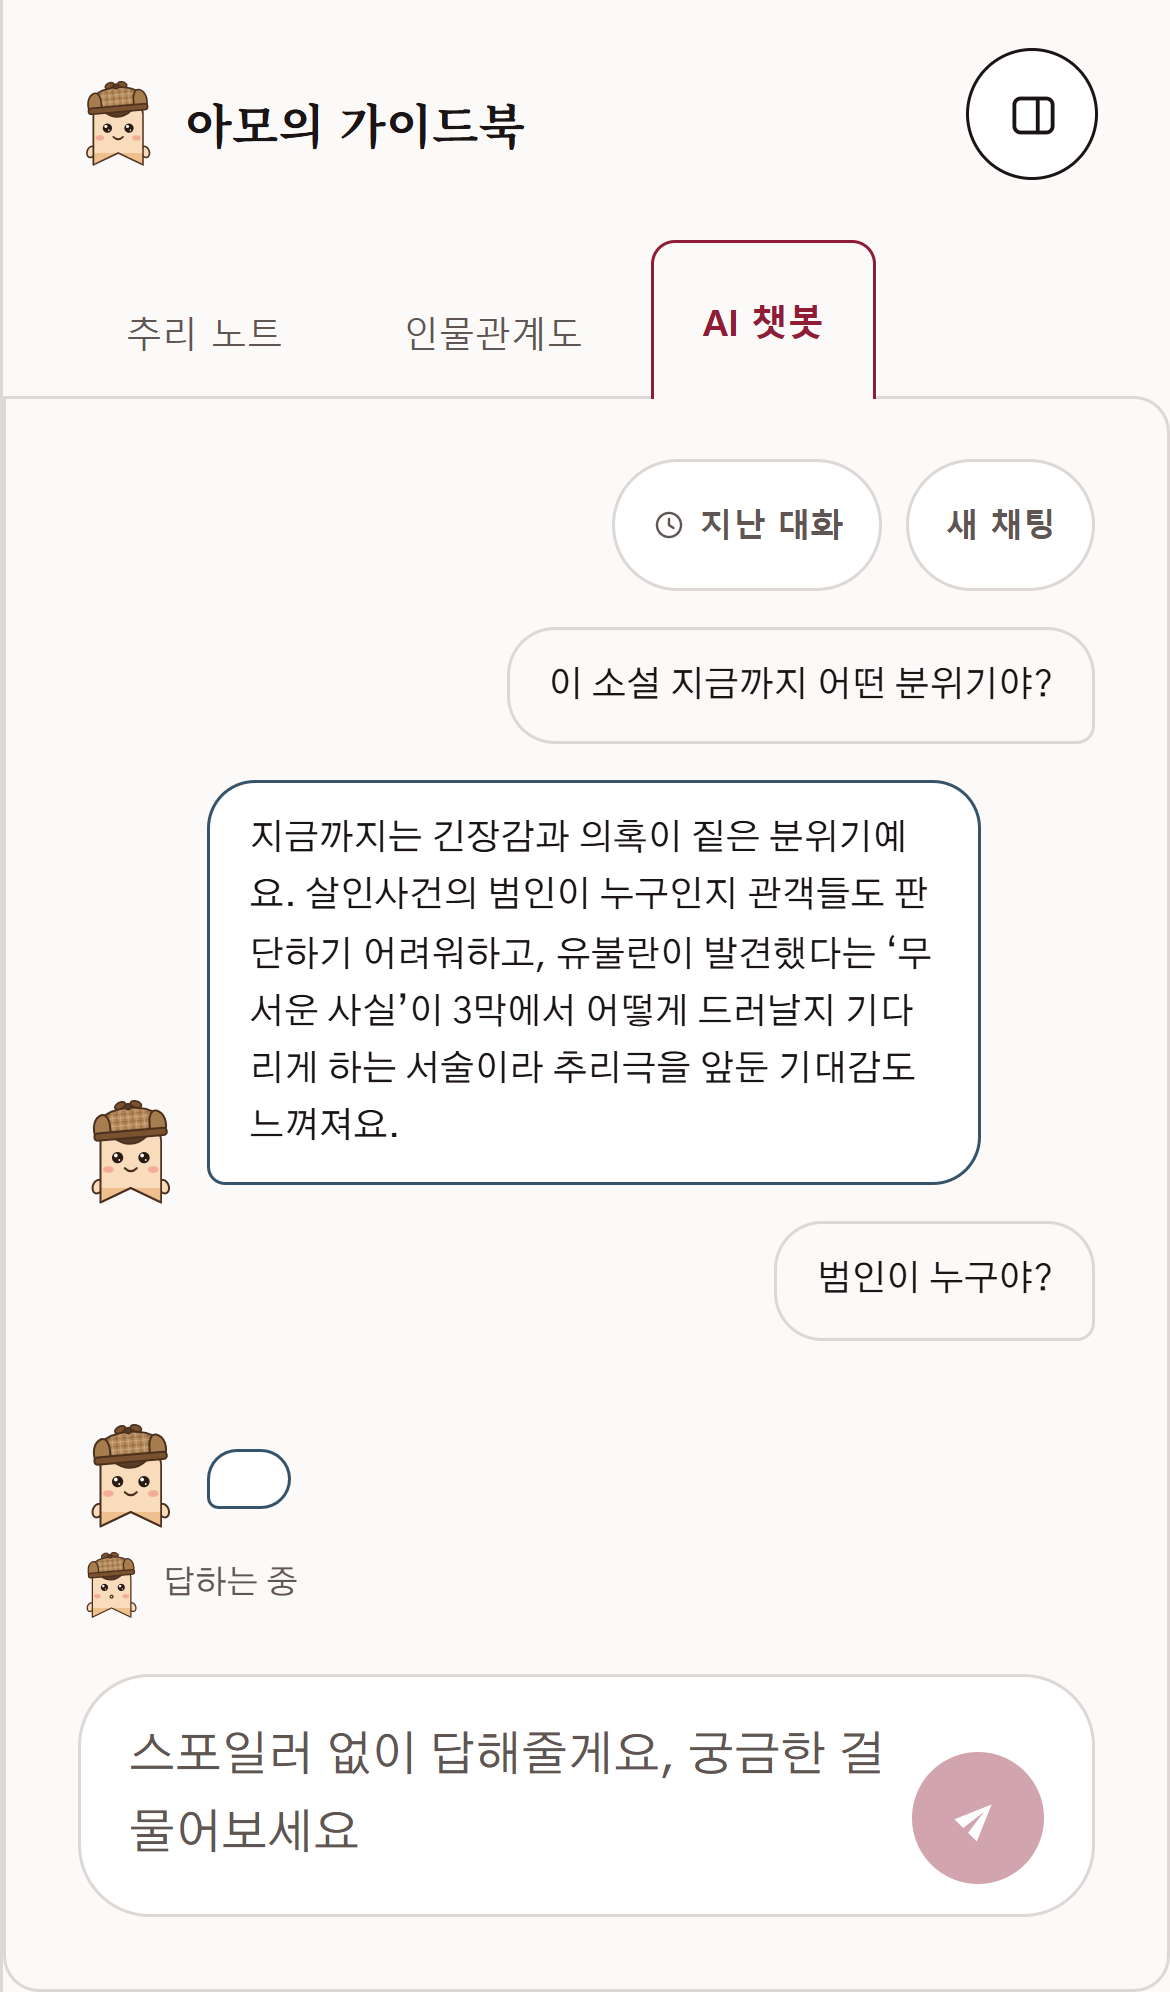 아모의 가이드북
추리 노트
인물관계도
AI 챗봇
지난 대화
새 채팅
이 소설 지금까지 어떤 분위기야?
지금까지는 긴장감과 의혹이 짙은 분위기예
요. 살인사건의 범인이 누구인지 관객들도 판
단하기 어려워하고, 유불란이 발견했다는 ‘무
서운 사실’이 3막에서 어떻게 드러날지 기다
리게 하는 서술이라 추리극을 앞둔 기대감도
느껴져요.
범인이 누구야?
답하는 중
스포일러 없이 답해줄게요, 궁금한 걸
물어보세요